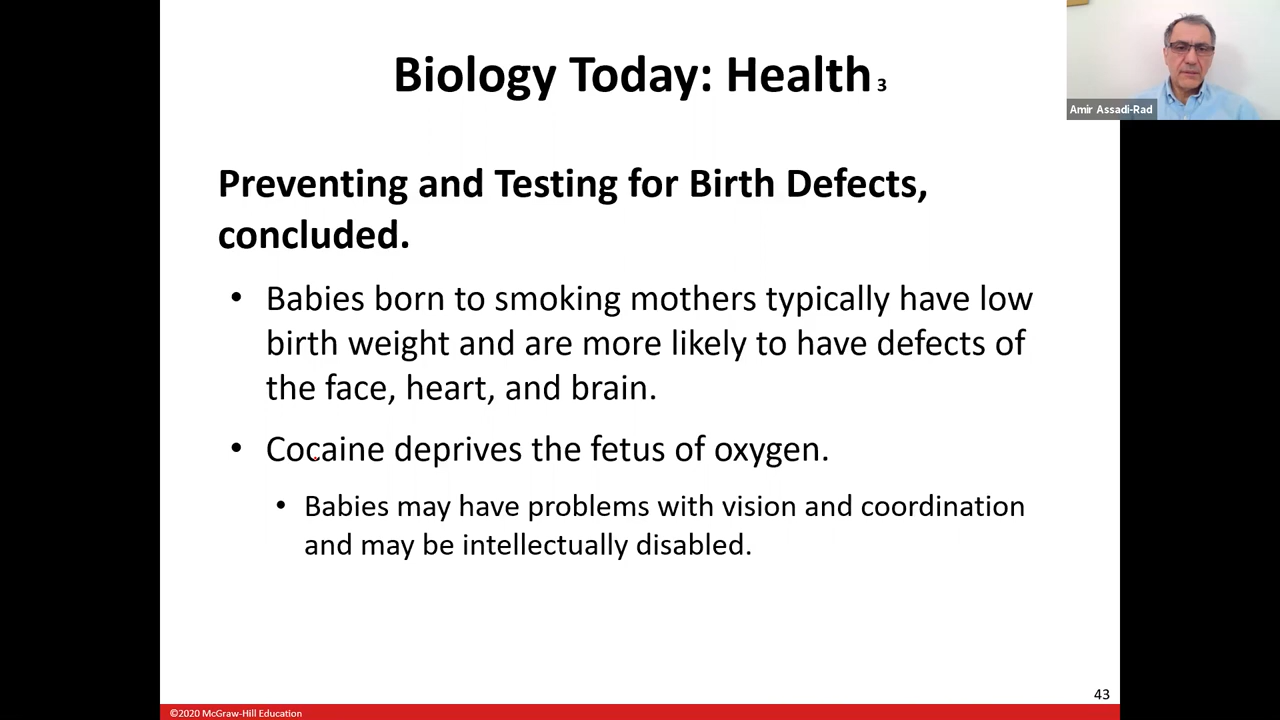 Biology Today: Health 3
Amir Assadi-Rad
Preventing and Testing for Birth Defects,
concluded.
• Babies born to smoking mothers typically have low
birth weight and are more likely to have defects of
the face, heart, and brain.
• Cocaine deprives the fetus of oxygen.
• Babies may have problems with vision and coordination
and may be intellectually disabled.
43
©2020 McGraw-Hill Education